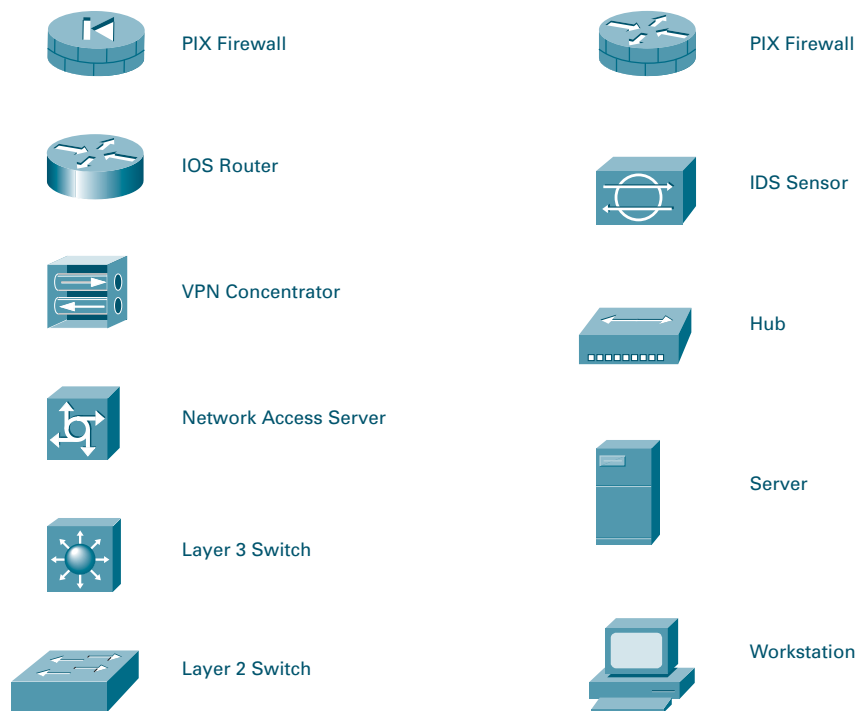 PIX Firewall
IOS Router
VPN Concentrator
Network Access Server
Layer 3 Switch
Layer 2 Switch
PIX Firewall
IDS Sensor
Hub
Server
Workstation